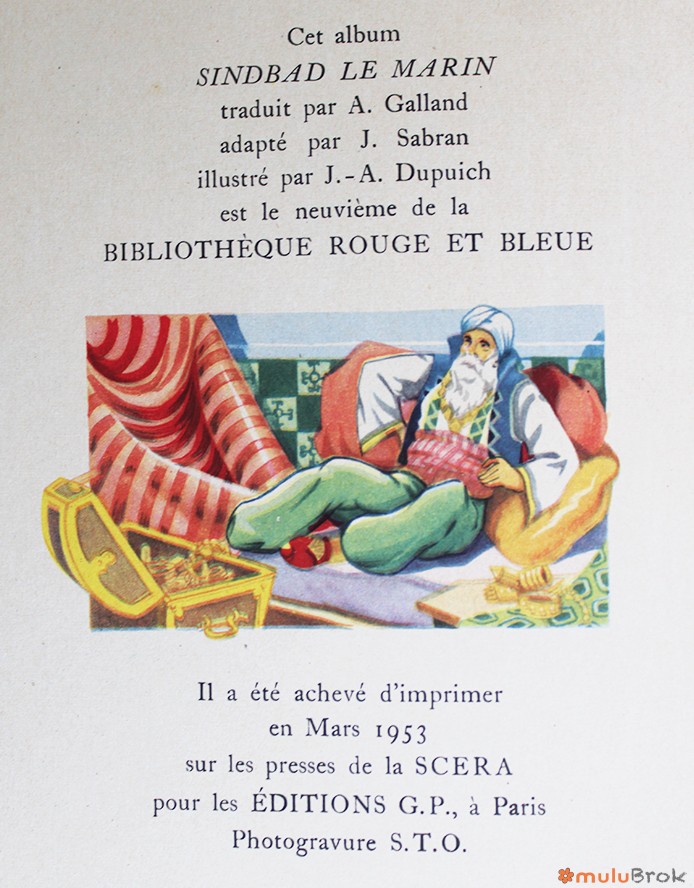 Cet album
SINDBAD LE MARIN
traduit par A. Galland
adapté par J. Sabran
illustré par J.-A. Dupuich
est le neuvième de la
BIBLIOTHÈQUE ROUGE ET BLEUE
Il a été achevé d'imprimer
en Mars 1953
sur les presses de la SCERA
pour les ÉDITIONS G.P., à Paris
Photogravure S.T.O.
muluBrok